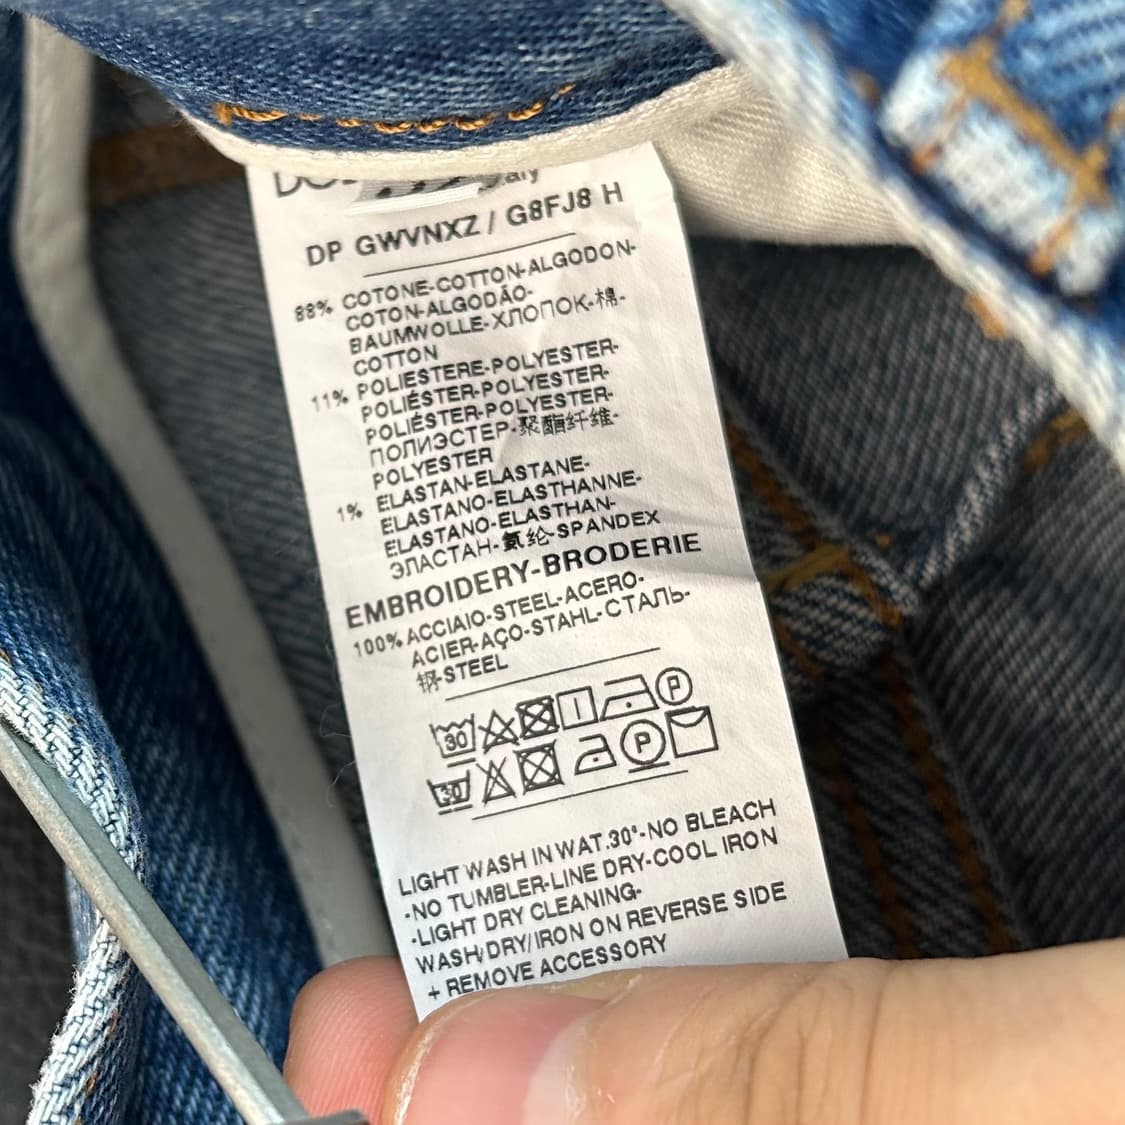 DP GWVNXZ / G8FJ8 H
88% COTONE-COTTON-ALGODON-
COTON-ALGODÃO-
BAUMWOLLE-ХЛОПОК-棉-
COTTON
11% POLIESTERE-POLYESTER-
POLIÉSTER-POLYESTER-
POLIÉSTER-POLYESTER-
ПОЛИЭСТЕР-聚酯纤维-
POLYESTER
1% ELASTAN-ELASTANE-
ELASTANO-ELASTHANNE-
ELASTANO-ELASTHAN-
ЭЛАСТАН-氨纶-SPANDEX
EMBROIDERY-BRODERIE
100% ACCIAIO-STEEL-ACERO-
ACIER-AÇO-STAHL-СТАЛЬ-
钢-STEEL
30 P
30 P
LIGHT WASH IN WAT.30°-NO BLEACH
-NO TUMBLER-LINE DRY-COOL IRON
-LIGHT DRY CLEANING-
WASH/DRY/IRON ON REVERSE SIDE
+ REMOVE ACCESSORY